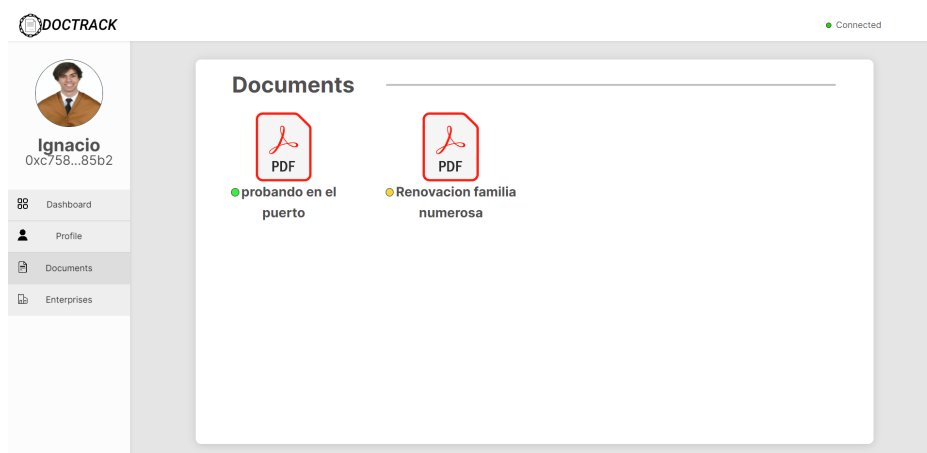 DOCTRACK
Connected
Ignacio
0xc758...85b2
Dashboard
Profile
Documents
Enterprises
Documents
PDF
probando en el
puerto
PDF
Renovacion familia
numerosa